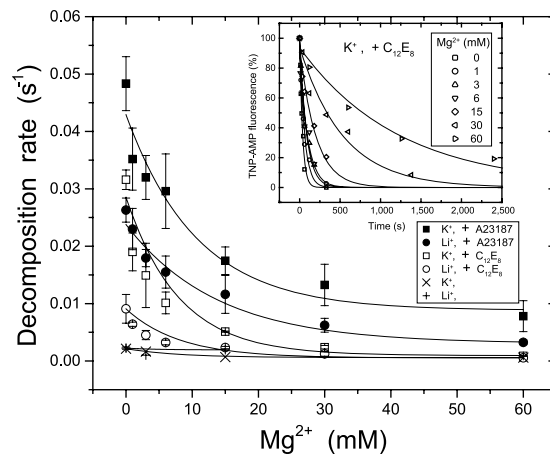 0.06
0.05
0.04
0.03
0.02
0.01
0.00
Decomposition rate (s⁻¹)
0 10 20 30 40 50 60
Mg²⁺ (mM)
100
80
60
40
20
0
TNP-AMP fluorescence (%)
0 500 1,000 1,500 2,000 2,500
Time (s)
K⁺, + C₁₂E₈
Mg²⁺ (mM)
0
1
3
6
15
30
60
K⁺, + A23187
Li⁺, + A23187
K⁺, + C₁₂E₈
Li⁺, + C₁₂E₈
K⁺,
Li⁺,